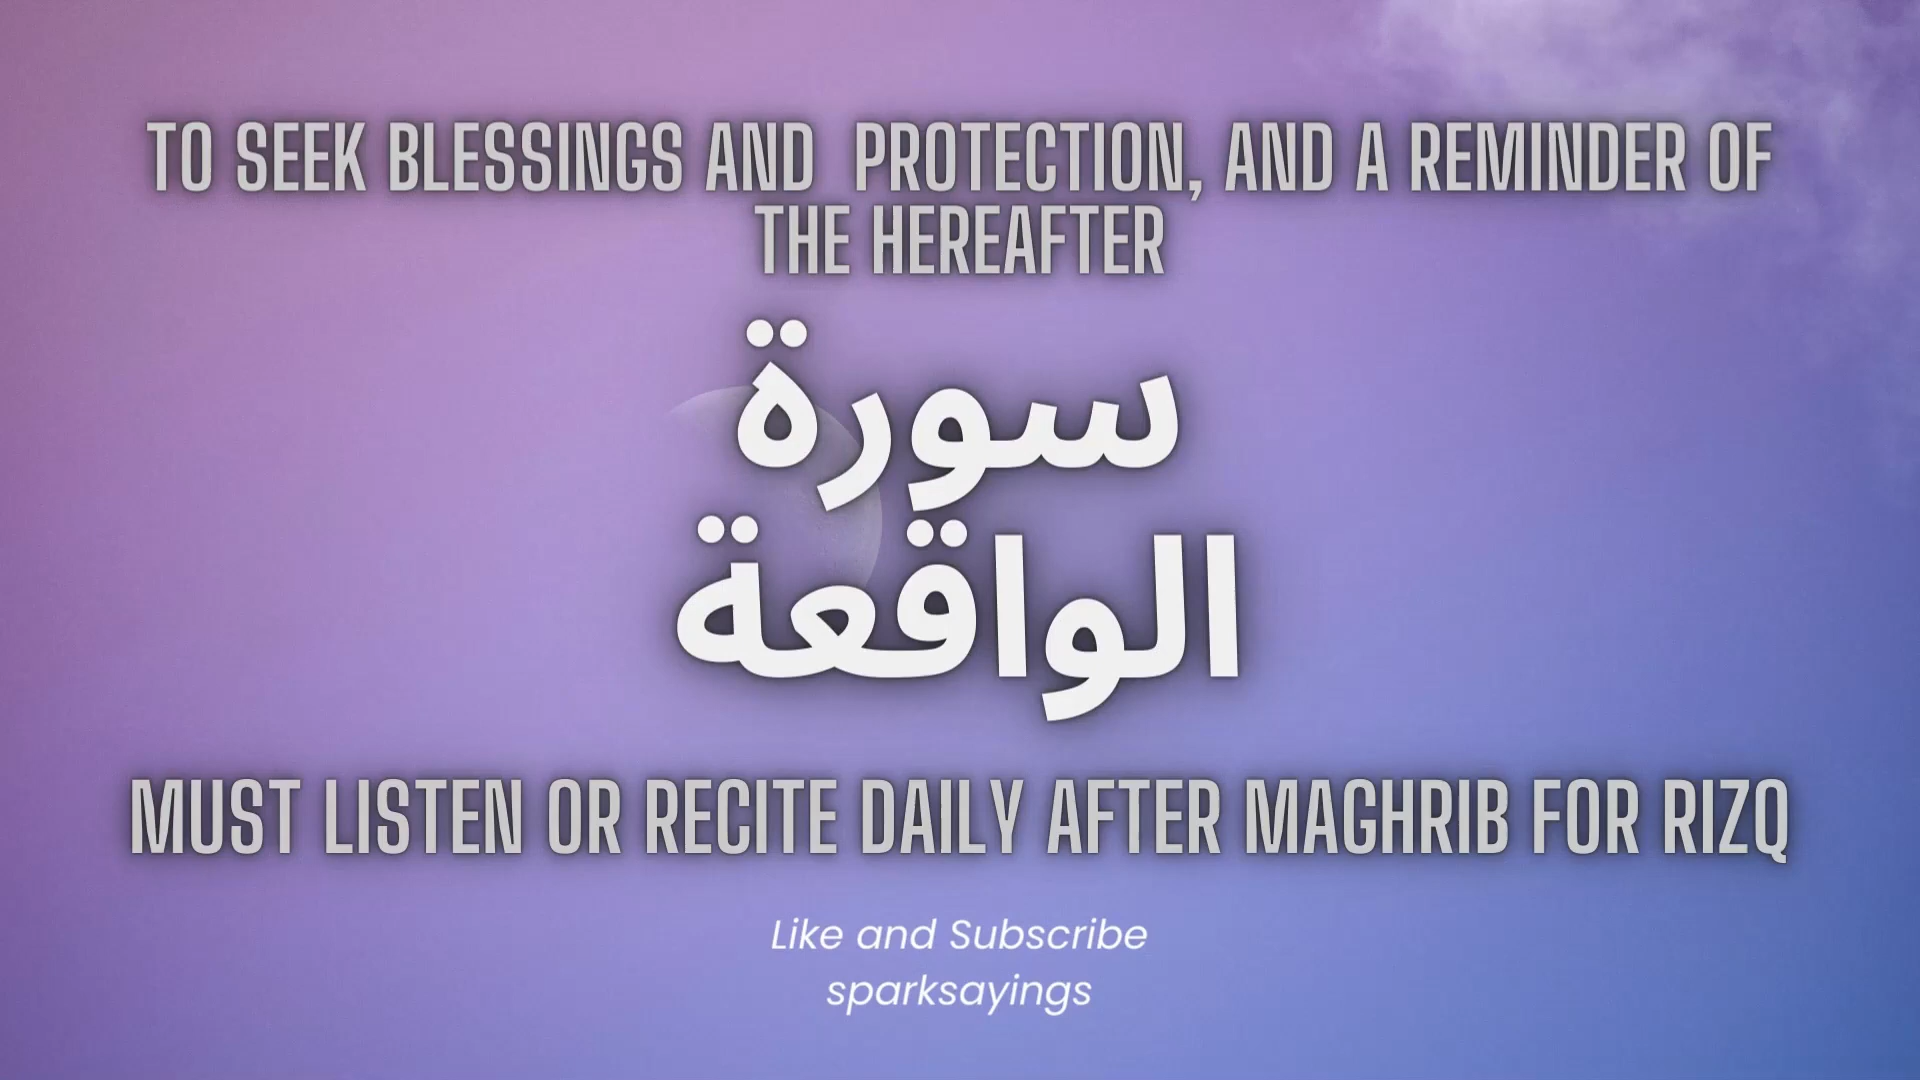 TO SEEK BLESSINGS AND PROTECTION, AND A REMINDER OF
THE HEREAFTER
سورة
الواقعة
MUST LISTEN OR RECITE DAILY AFTER MAGHRIB FOR RIZQ
Like and Subscribe
sparksayings